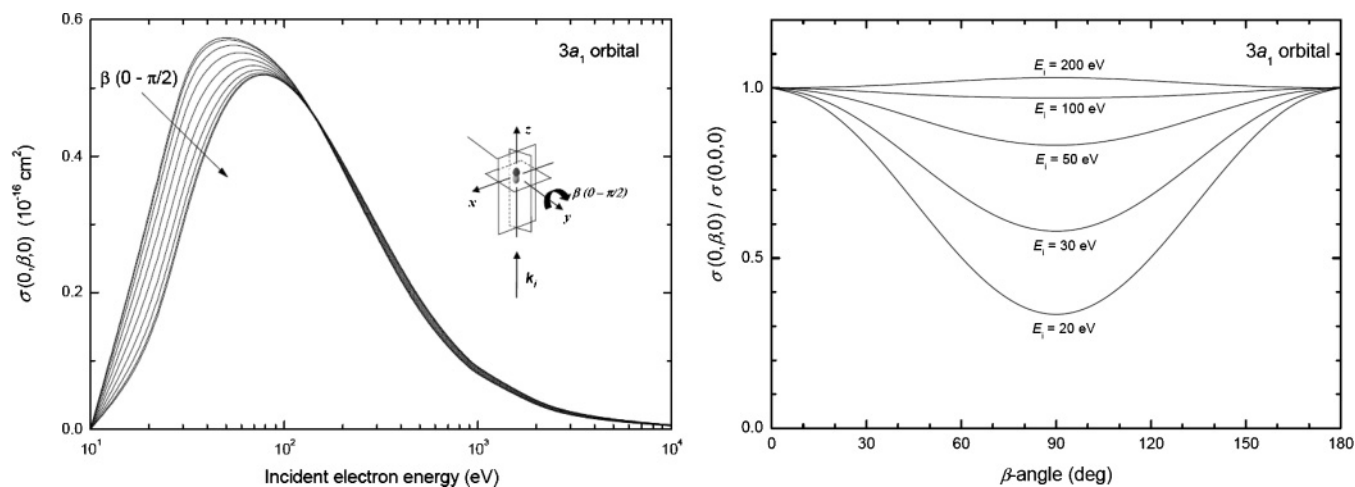 0.6
0.4
0.2
0.0
σ(0,β,0) (10⁻¹⁶ cm²)
3a₁ orbital
β (0 - π/2)
z
β (0 – π/2)
x
y
kᵢ
10¹
10²
10³
10⁴
Incident electron energy (eV)
1.0
0.5
0.0
σ(0,β,0) / σ(0,0,0)
3a₁ orbital
Eᵢ = 200 eV
Eᵢ = 100 eV
Eᵢ = 50 eV
Eᵢ = 30 eV
Eᵢ = 20 eV
0
30
60
90
120
150
180
β-angle (deg)